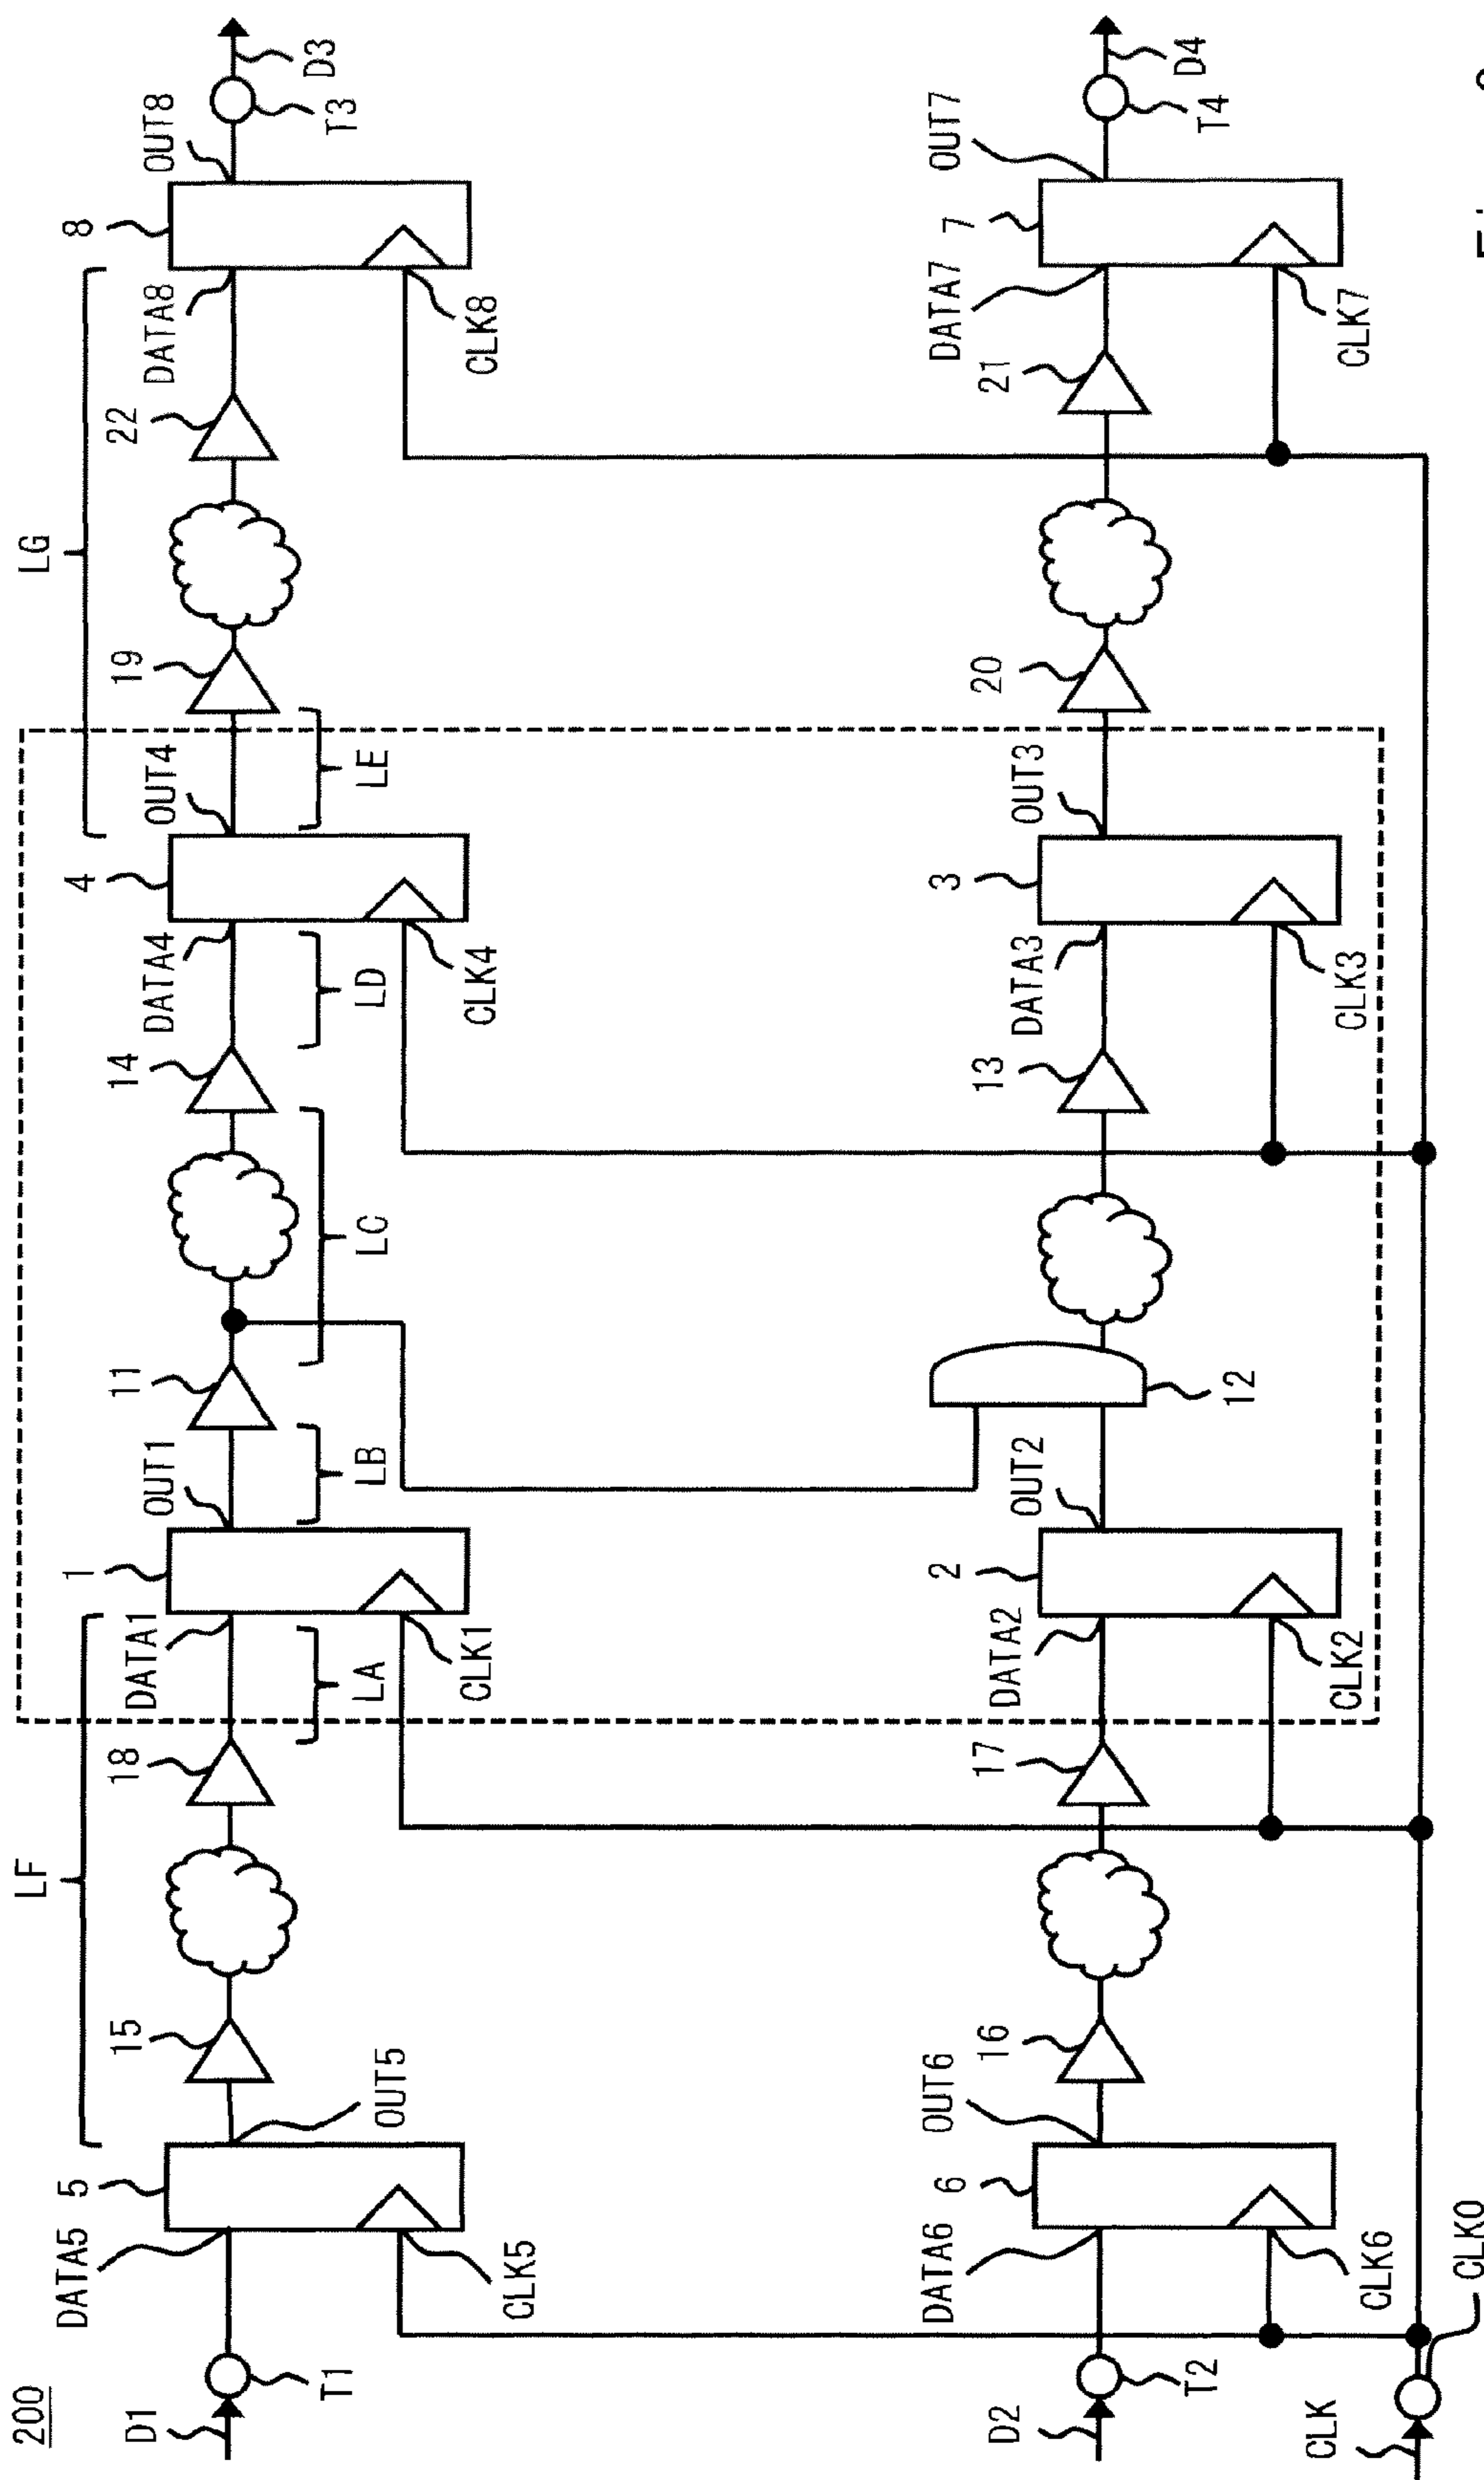 200
LF
LG
DATA5
5
1
4
8
D1
15
18
DATA1
OUT1
11
14
DATA4
OUT4
19
22
DATA8
OUT8
T1
OUT5
LA
LB
LC
LD
LE
T3
D3
CLK5
CLK1
CLK4
CLK8
DATA6
6
OUT6
2
3
DATA7
7
OUT7
D2
16
17
DATA2
OUT2
13
DATA3
OUT3
20
21
T2
12
T4
D4
CLK6
CLK2
CLK3
CLK7
CLK
CLK0